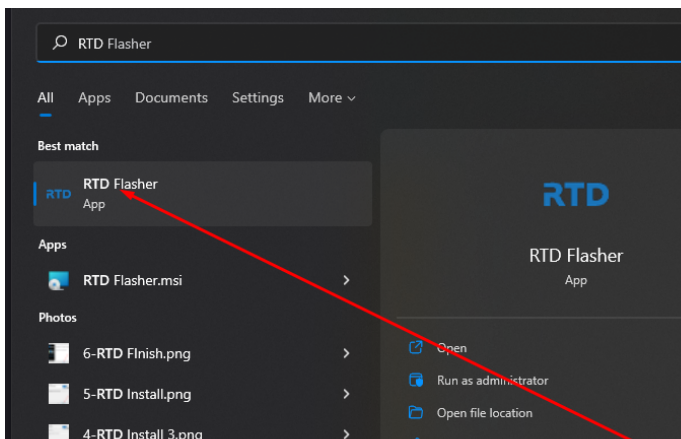 RTD Flasher
All Apps Documents Settings More
Best match
RTD
RTD Flasher
App
Apps
RTD Flasher.msi
Photos
6-RTD FInish.png
5-RTD Install.png
4-RTD Install 3.png
RTD
RTD Flasher
App
Open
Run as administrator
Open file location